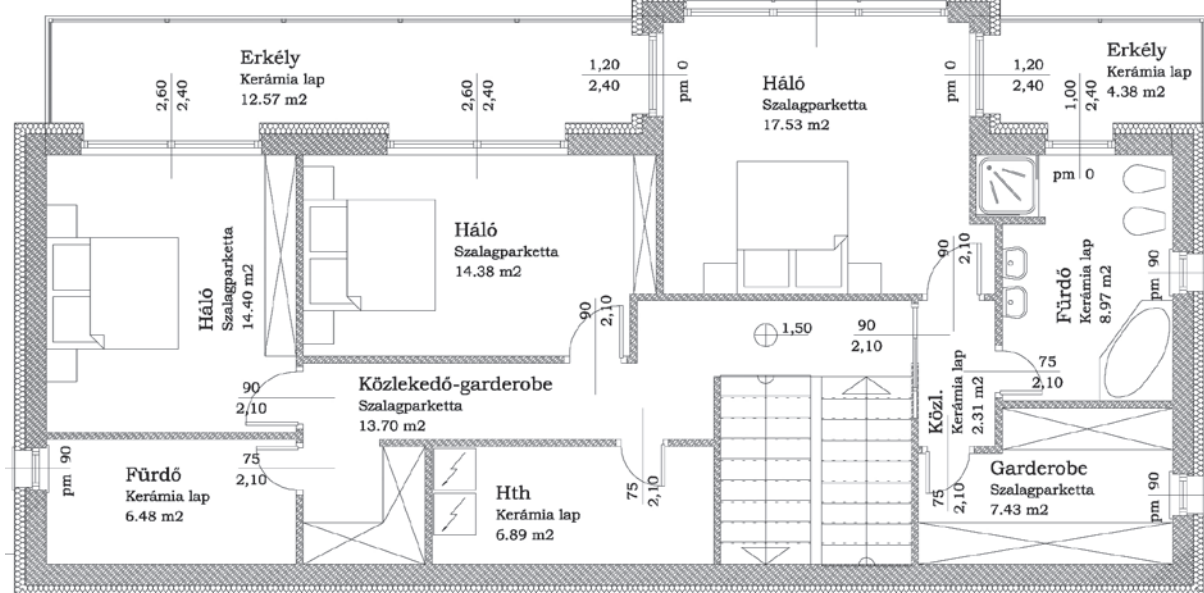 Erkély
Kerámia lap
12.57 m2
2,60
2,40
2,60
2,40
1,20
2,40
pm 0
Háló
Szalagparketta
17.53 m2
pm 0
1,20
2,40
Erkély
Kerámia lap
4.38 m2
1,00
2,40
pm 0
Háló
Szalagparketta
14.40 m2
Háló
Szalagparketta
14.38 m2
90
2,10
90
2,10
1,50
90
2,10
Fürdő
Kerámia lap
8.97 m2
pm 90
75
2,10
90
2,10
Közlekedő-garderobe
Szalagparketta
13.70 m2
Közl.
Kerámia lap
2.31 m2
pm 90
Fürdő
Kerámia lap
6.48 m2
75
2,10
Hth
Kerámia lap
6.89 m2
75
2,10
75
2,10
Garderobe
Szalagparketta
7.43 m2
pm 90